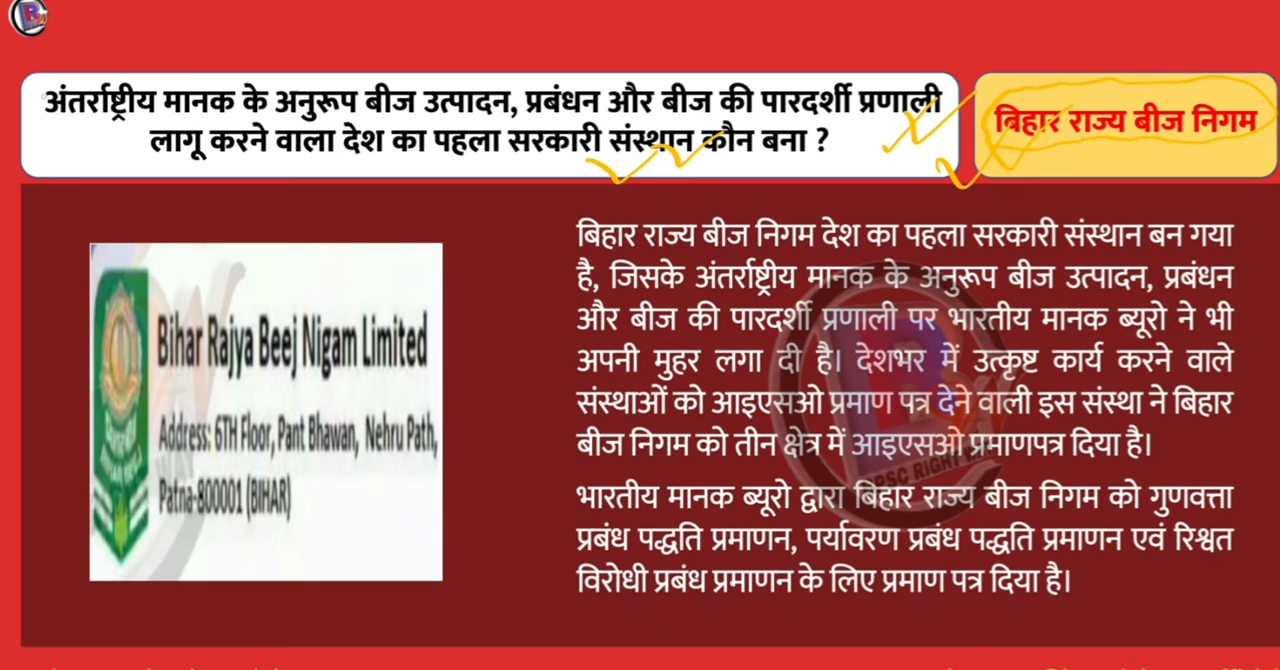 अंतर्राष्ट्रीय मानक के अनुरूप बीज उत्पादन, प्रबंधन और बीज की पारदर्शी प्रणाली
लागू करने वाला देश का पहला सरकारी संस्थान कौन बना ?
बिहार राज्य बीज निगम
Bihar Rajya Beej Nigam Limited
Address: 6TH Floor, Pant Bhawan, Nehru Path,
Patna-800001 (BIHAR)
बिहार राज्य बीज निगम देश का पहला सरकारी संस्थान बन गया
है, जिसके अंतर्राष्ट्रीय मानक के अनुरूप बीज उत्पादन, प्रबंधन
और बीज की पारदर्शी प्रणाली पर भारतीय मानक ब्यूरो ने भी
अपनी मुहर लगा दी है। देशभर में उत्कृष्ट कार्य करने वाले
संस्थाओं को आइएसओ प्रमाण पत्र देने वाली इस संस्था ने बिहार
बीज निगम को तीन क्षेत्र में आइएसओ प्रमाणपत्र दिया है।
भारतीय मानक ब्यूरो द्वारा बिहार राज्य बीज निगम को गुणवत्ता
प्रबंध पद्धति प्रमाणन, पर्यावरण प्रबंध पद्धति प्रमाणन एवं रिश्वत
विरोधी प्रबंध प्रमाणन के लिए प्रमाण पत्र दिया है।